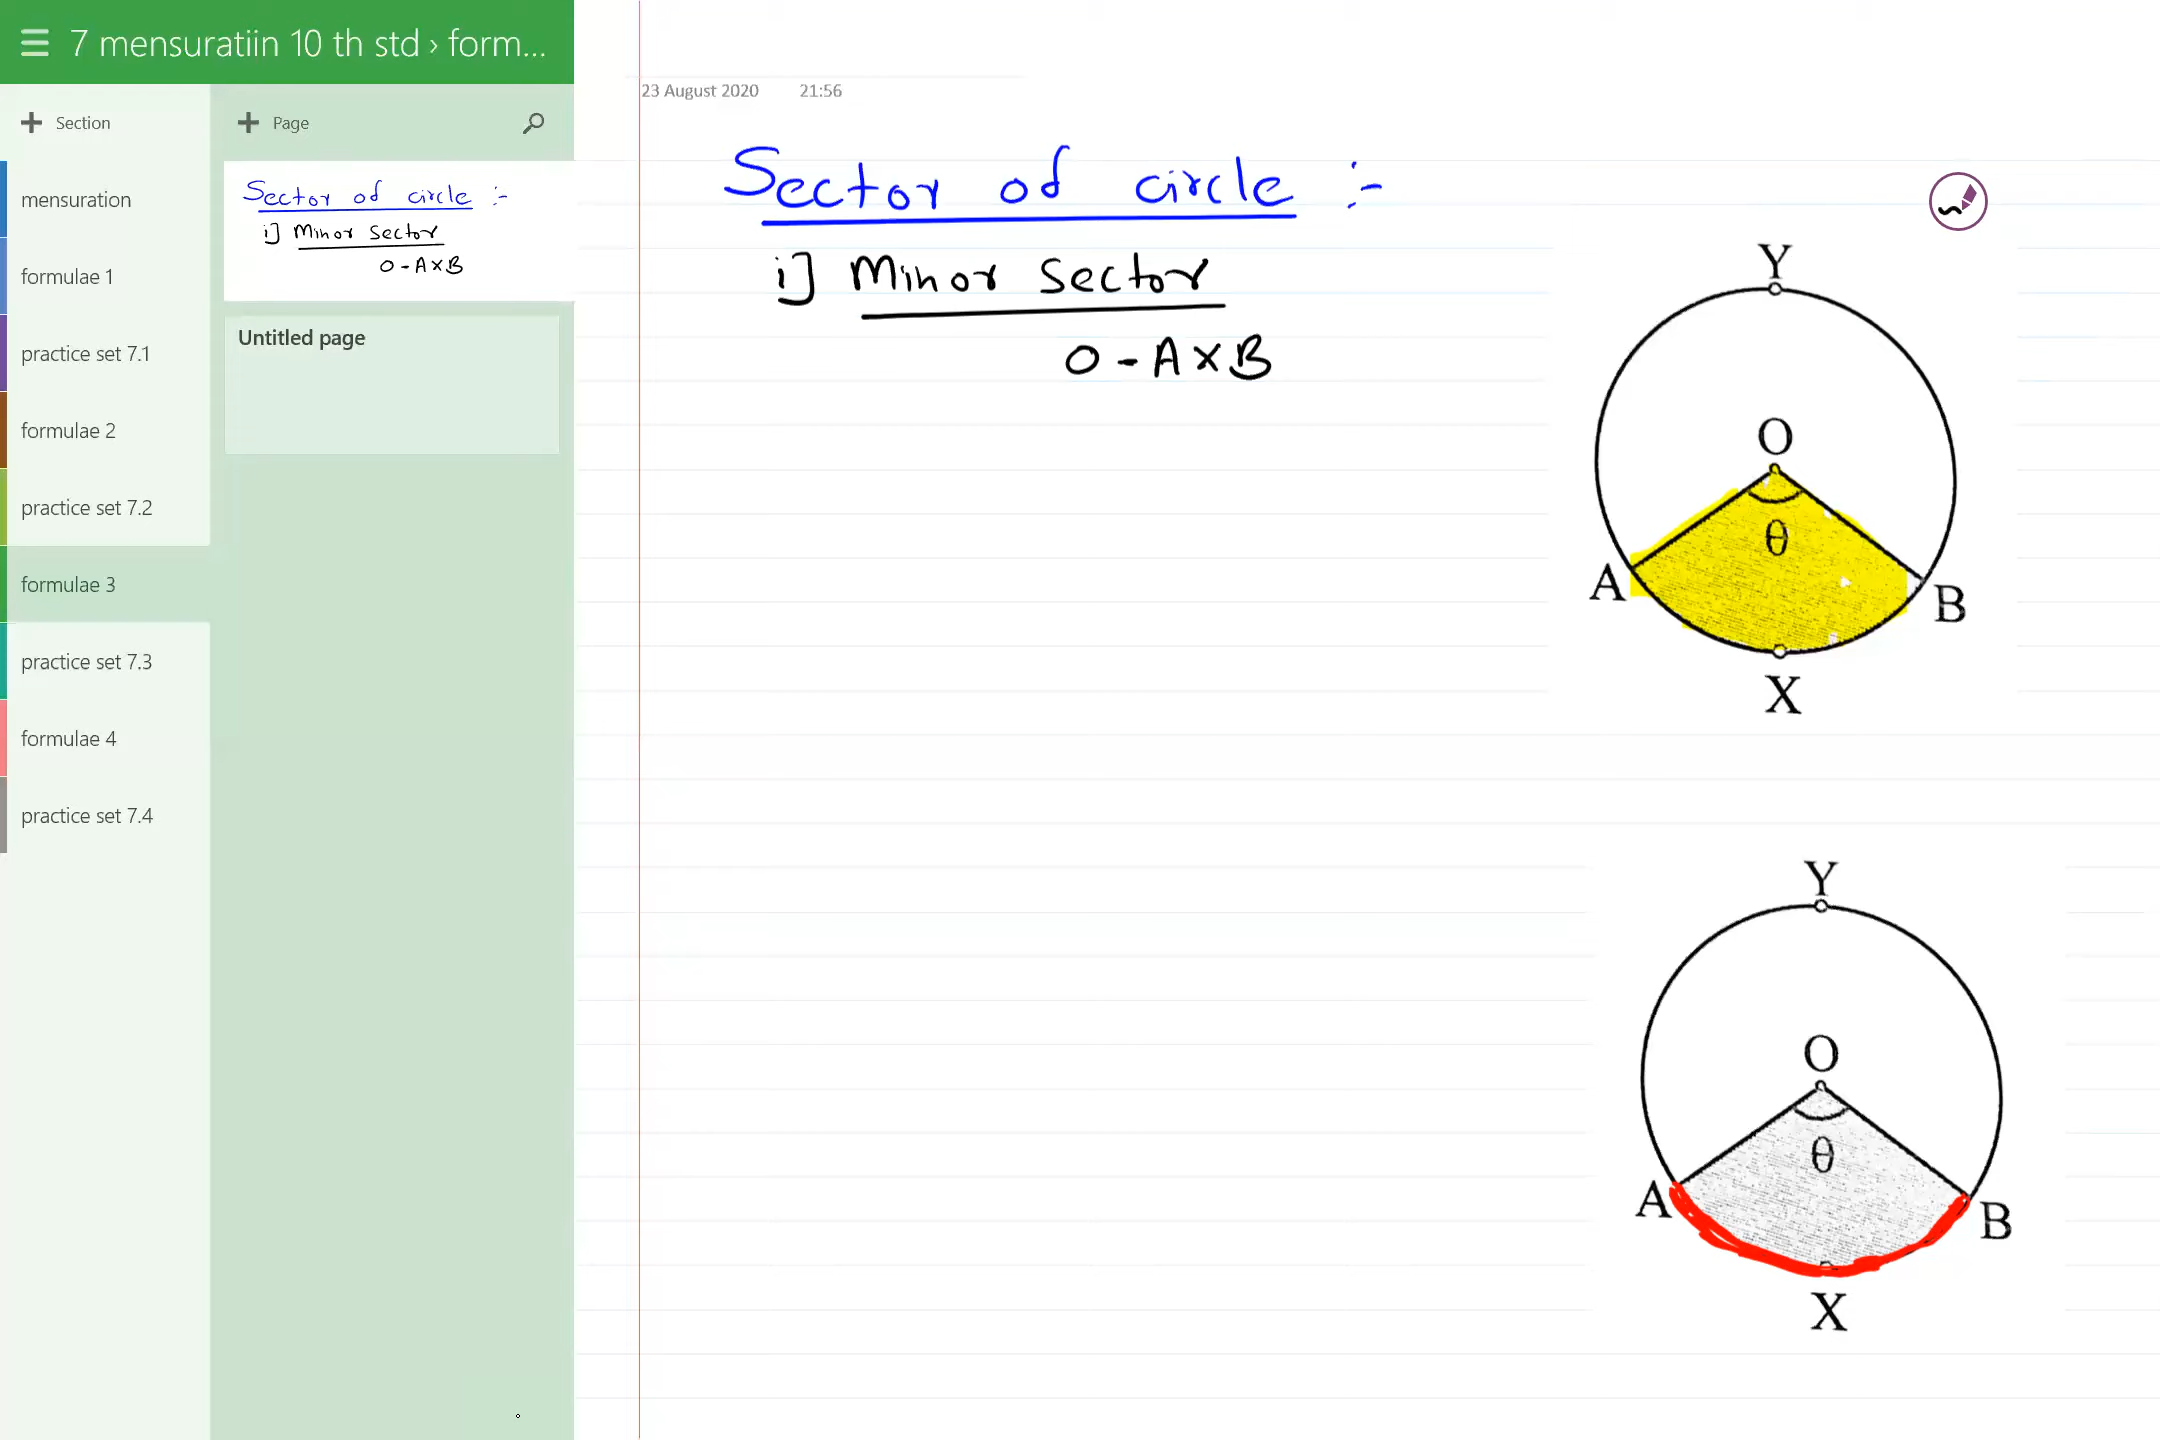 7 mensuratiin 10 th std › form...
Section
Page
mensuration
formulae 1
practice set 7.1
formulae 2
practice set 7.2
formulae 3
practice set 7.3
formulae 4
practice set 7.4
Sector of circle :-
i] Minor Sector
O - AXB
Untitled page
23 August 2020 21:56
Sector of circle :-
i] Minor Sector
O - AXB
Y
O
θ
A
B
X
Y
O
θ
A
B
X